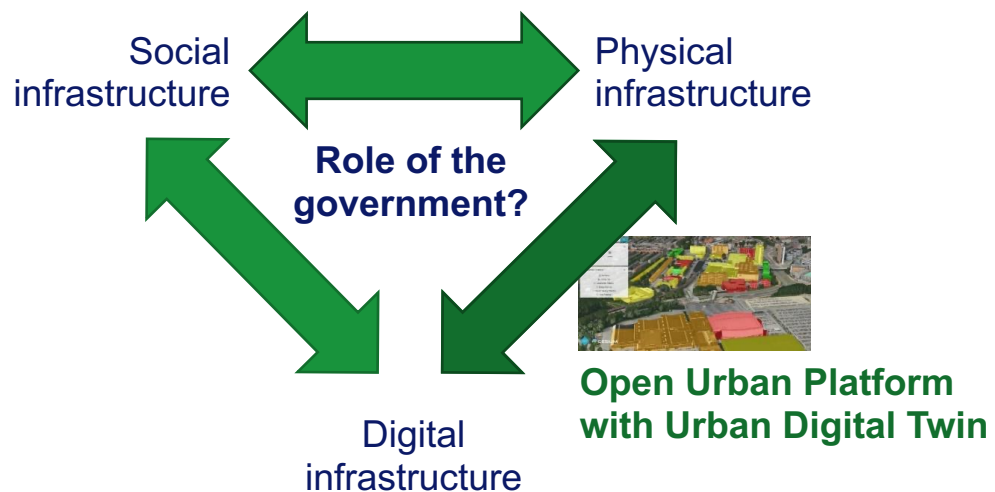 Social
infrastructure
Physical
infrastructure
Role of the
government?
Open Urban Platform
with Urban Digital Twin
Digital
infrastructure